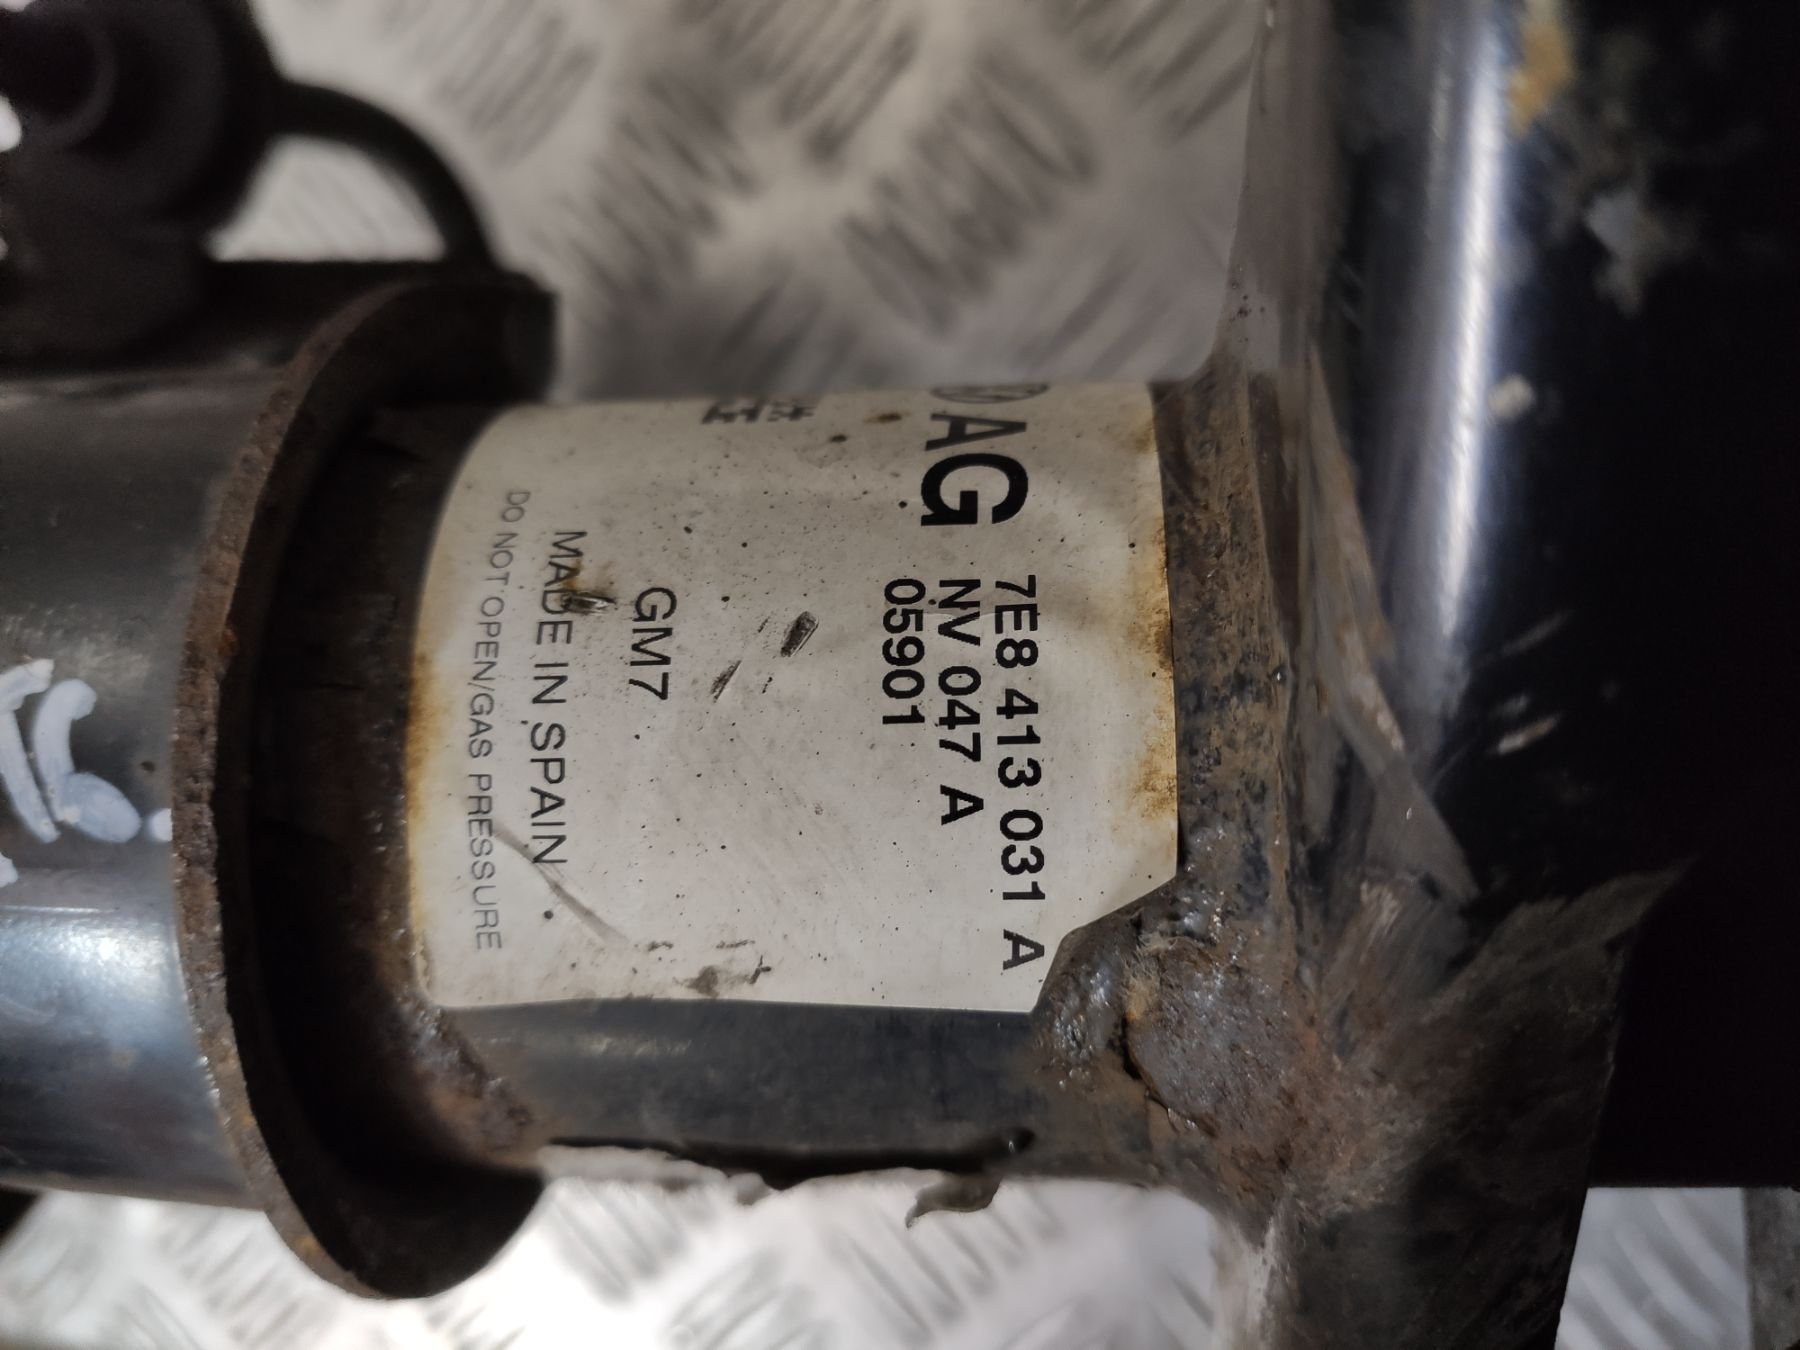 AG
7E8 413 031 A
NV 047 A
05901
GM7
MADE IN SPAIN
DO NOT OPEN/GAS PRESSURE